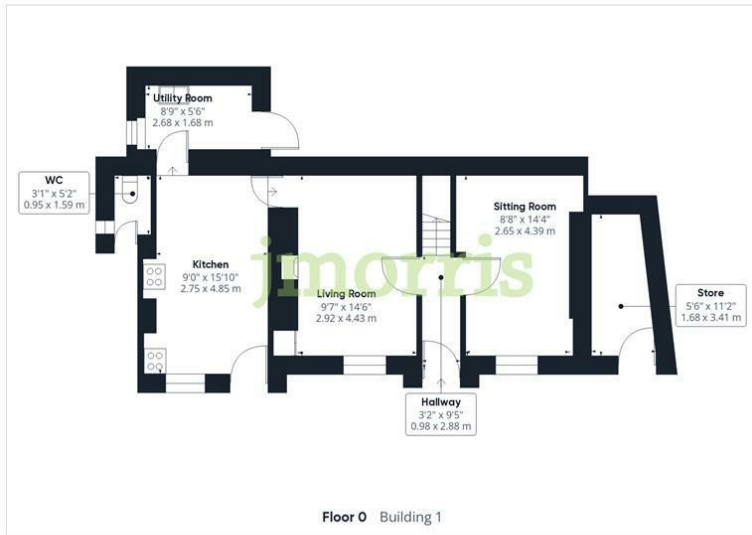 Utility Room
8'9" x 5'6"
2.68 x 1.68 m
WC
3'1" x 5'2"
0.95 x 1.59 m
Sitting Room
8'8" x 14'4"
2.65 x 4.39 m
Kitchen
9'0" x 15'10"
2.75 x 4.85 m
jmorris
Living Room
9'7" x 14'6"
2.92 x 4.43 m
Store
5'6" x 11'2"
1.68 x 3.41 m
Hallway
3'2" x 9'5"
0.98 x 2.88 m
Floor 0 Building 1